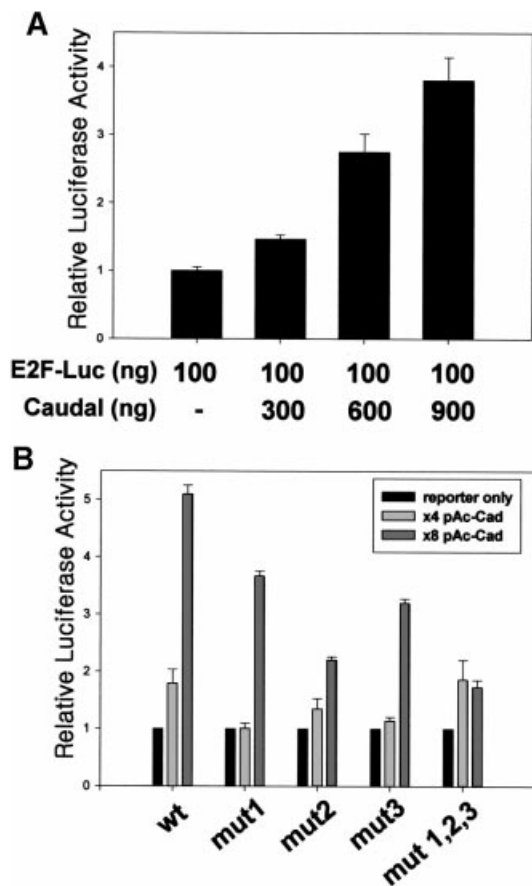 A
Relative Luciferase Activity
4
3
2
1
0
E2F-Luc (ng) 100 100 100 100
Caudal (ng) - 300 600 900
B
Relative Luciferase Activity
5
4
3
2
1
0
reporter only
x4 pAc-Cad
x8 pAc-Cad
wt
mut1
mut2
mut3
mut 1,2,3